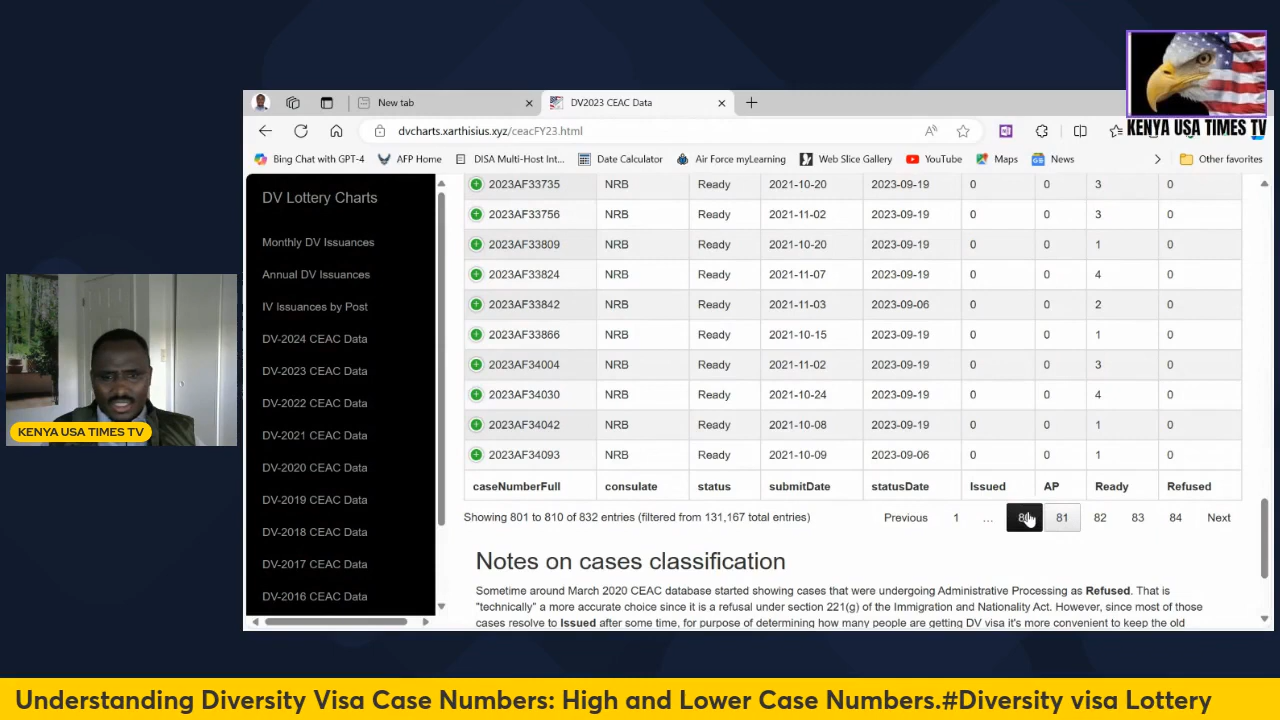 KENYA USA TIMES TV
New tab
DV2023 CEAC Data
dvcharts.xarthisius.xyz/ceacFY23.html
Bing Chat with GPT-4 AFP Home DISA Multi-Host Int... Date Calculator Air Force myLearning Web Slice Gallery YouTube Maps News Other favorites
DV Lottery Charts
Monthly DV Issuances
Annual DV Issuances
IV Issuances by Post
DV-2024 CEAC Data
DV-2023 CEAC Data
DV-2022 CEAC Data
DV-2021 CEAC Data
DV-2020 CEAC Data
DV-2019 CEAC Data
DV-2018 CEAC Data
DV-2017 CEAC Data
DV-2016 CEAC Data
2023AF33735 NRB Ready 2021-10-20 2023-09-19 0 0 3 0
2023AF33756 NRB Ready 2021-11-02 2023-09-19 0 0 3 0
2023AF33809 NRB Ready 2021-10-20 2023-09-19 0 0 1 0
2023AF33824 NRB Ready 2021-11-07 2023-09-19 0 0 4 0
2023AF33842 NRB Ready 2021-11-03 2023-09-06 0 0 2 0
2023AF33866 NRB Ready 2021-10-15 2023-09-19 0 0 1 0
2023AF34004 NRB Ready 2021-11-02 2023-09-19 0 0 3 0
2023AF34030 NRB Ready 2021-10-24 2023-09-19 0 0 4 0
2023AF34042 NRB Ready 2021-10-08 2023-09-19 0 0 1 0
2023AF34093 NRB Ready 2021-10-09 2023-09-06 0 0 1 0
caseNumberFull consulate status submitDate statusDate Issued AP Ready Refused
Showing 801 to 810 of 832 entries (filtered from 131,167 total entries) Previous 1 ... 81 82 83 84 Next
Notes on cases classification
Sometime around March 2020 CEAC database started showing cases that were undergoing Administrative Processing as Refused. That is
"technically" a more accurate choice since it is a refusal under section 221(g) of the Immigration and Nationality Act. However, since most of those
cases resolve to Issued after some time, for purpose of determining how many people are getting DV visa it's more convenient to keep the old
KENYA USA TIMES TV
Understanding Diversity Visa Case Numbers: High and Lower Case Numbers.#Diversity visa Lottery